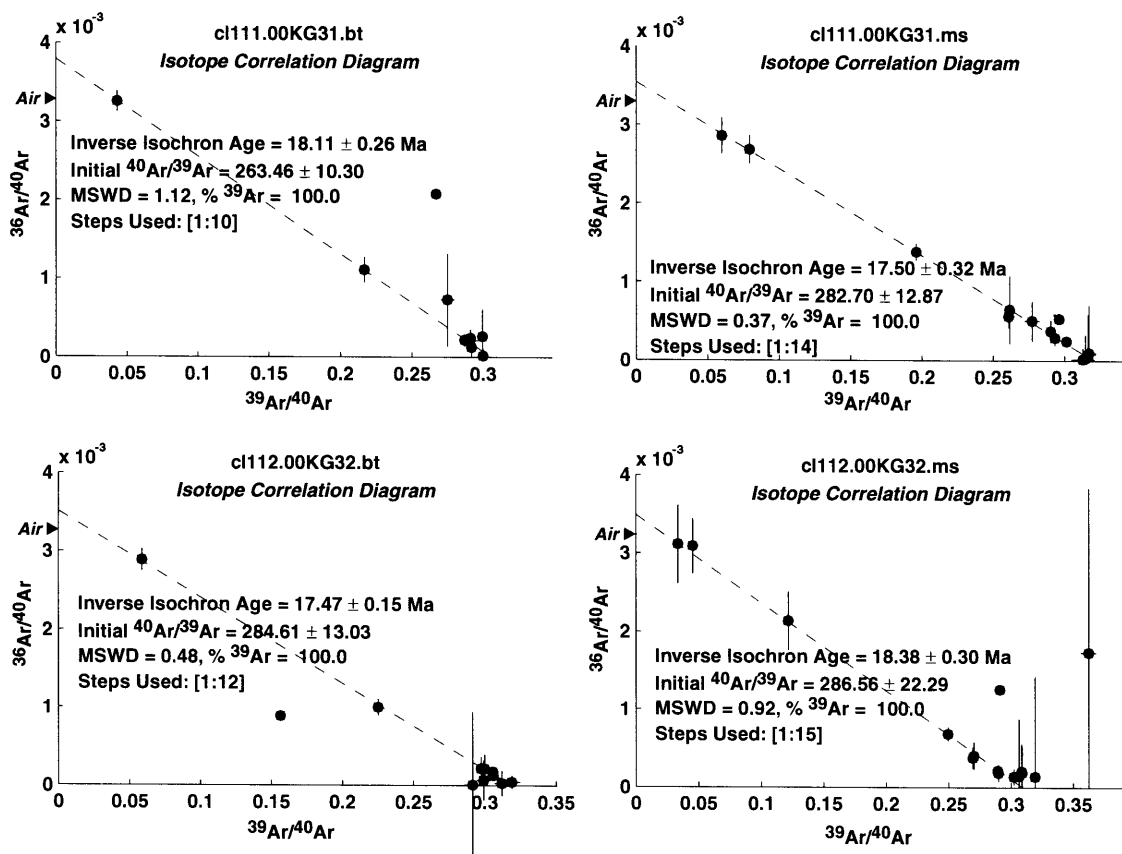 x 10⁻³
cl111.00KG31.bt
Isotope Correlation Diagram
4
Air
3
2
1
0
³⁶Ar/⁴⁰Ar
Inverse Isochron Age = 18.11 ± 0.26 Ma
Initial ⁴⁰Ar/³⁹Ar = 263.46 ± 10.30
MSWD = 1.12, % ³⁹Ar = 100.0
Steps Used: [1:10]
0 0.05 0.1 0.15 0.2 0.25 0.3
³⁹Ar/⁴⁰Ar
x 10⁻³
cl111.00KG31.ms
Isotope Correlation Diagram
4
Air
3
2
1
0
³⁶Ar/⁴⁰Ar
Inverse Isochron Age = 17.50 ± 0.32 Ma
Initial ⁴⁰Ar/³⁹Ar = 282.70 ± 12.87
MSWD = 0.37, % ³⁹Ar = 100.0
Steps Used: [1:14]
0 0.05 0.1 0.15 0.2 0.25 0.3
³⁹Ar/⁴⁰Ar
x 10⁻³
cl112.00KG32.bt
Isotope Correlation Diagram
4
Air
3
2
1
0
³⁶Ar/⁴⁰Ar
Inverse Isochron Age = 17.47 ± 0.15 Ma
Initial ⁴⁰Ar/³⁹Ar = 284.61 ± 13.03
MSWD = 0.48, % ³⁹Ar = 100.0
Steps Used: [1:12]
0 0.05 0.1 0.15 0.2 0.25 0.3 0.35
³⁹Ar/⁴⁰Ar
x 10⁻³
cl112.00KG32.ms
Isotope Correlation Diagram
4
Air
3
2
1
0
³⁶Ar/⁴⁰Ar
Inverse Isochron Age = 18.38 ± 0.30 Ma
Initial ⁴⁰Ar/³⁹Ar = 286.56 ± 22.29
MSWD = 0.92, % ³⁹Ar = 100.0
Steps Used: [1:15]
0 0.05 0.1 0.15 0.2 0.25 0.3 0.35
³⁹Ar/⁴⁰Ar